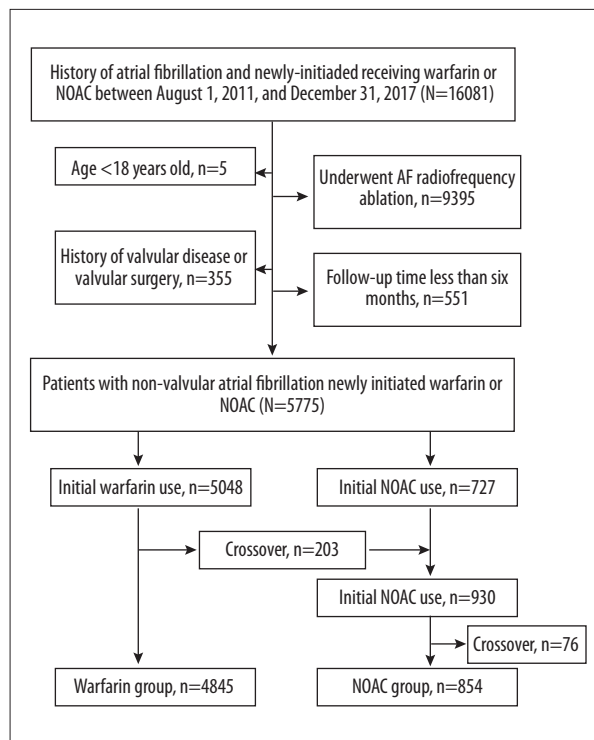 History of atrial fibrillation and newly-initiaded receiving warfarin or
NOAC between August 1, 2011, and December 31, 2017 (N=16081)
Age <18 years old, n=5
Underwent AF radiofrequency
ablation, n=9395
History of valvular disease or
valvular surgery, n=355
Follow-up time less than six
months, n=551
Patients with non-valvular atrial fibrillation newly initiated warfarin or
NOAC (N=5775)
Initial warfarin use, n=5048
Initial NOAC use, n=727
Crossover, n=203
Initial NOAC use, n=930
Crossover, n=76
Warfarin group, n=4845
NOAC group, n=854